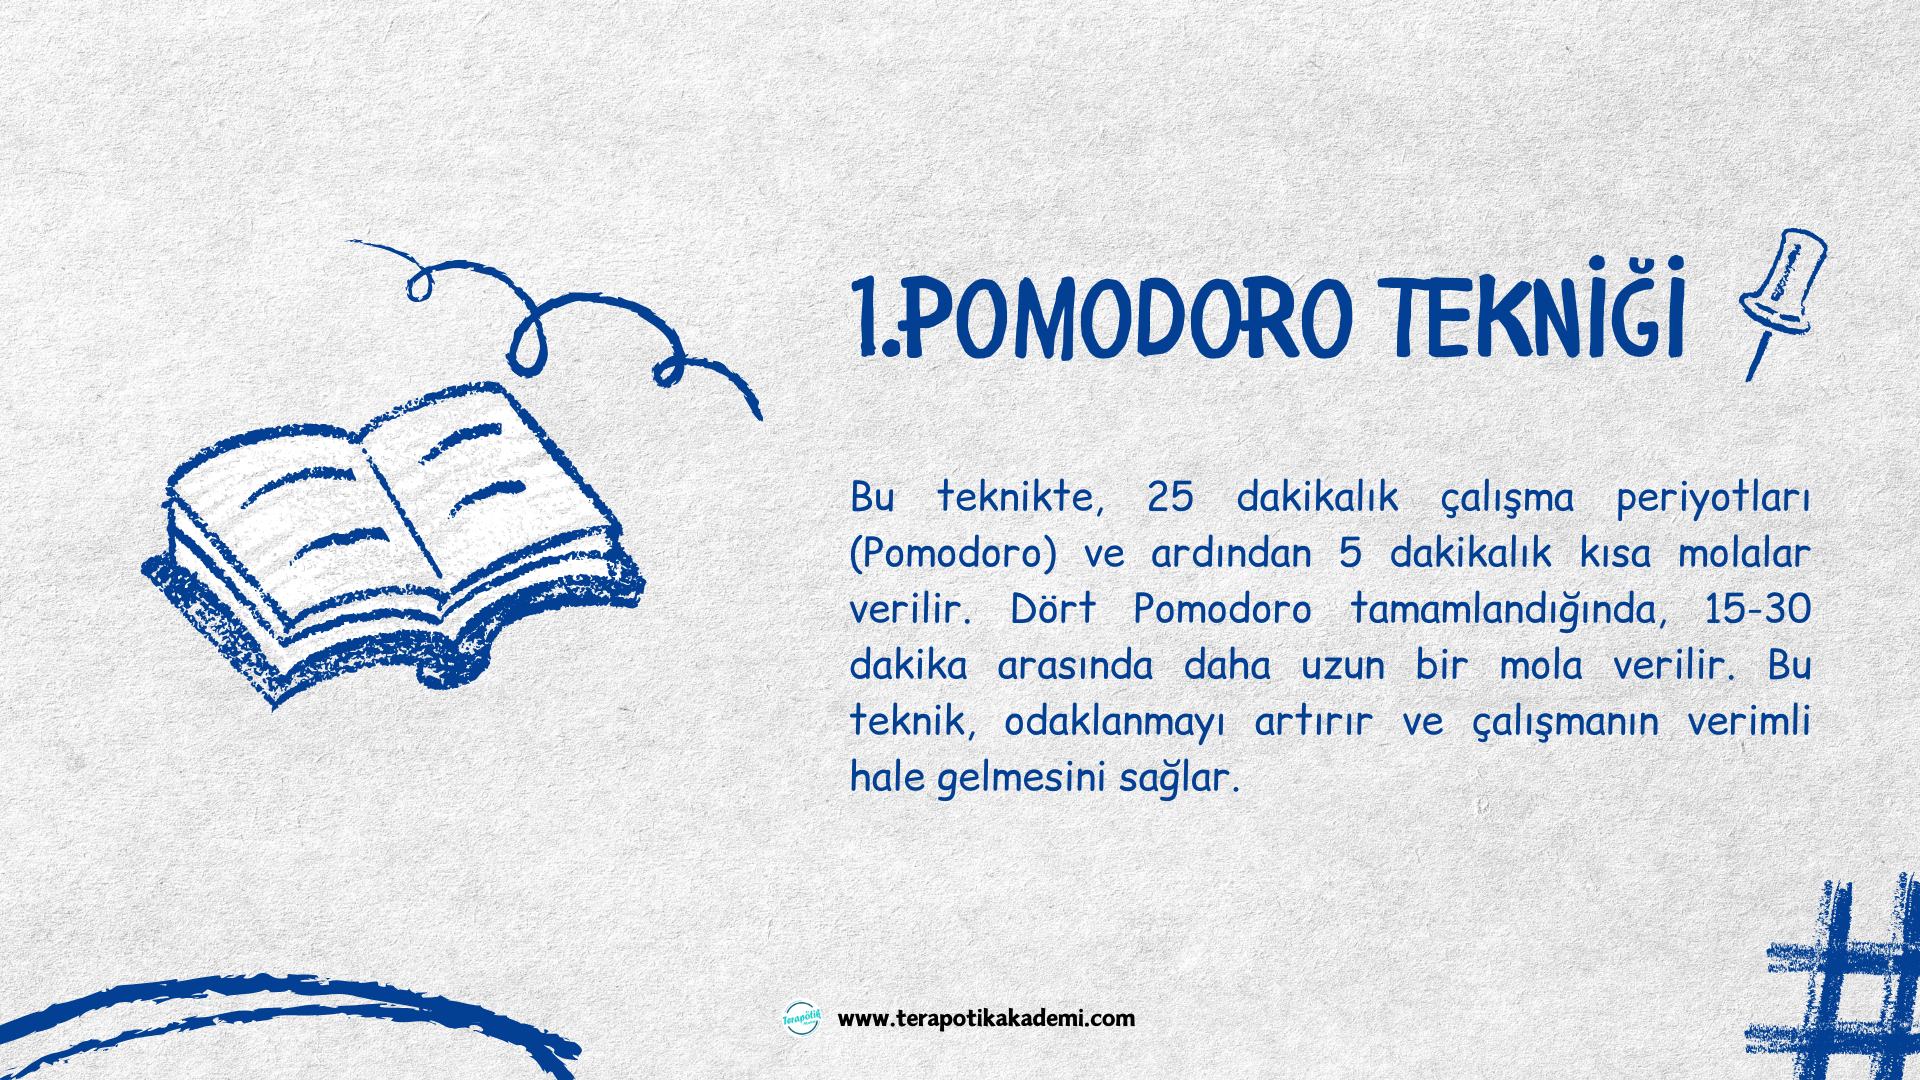 1.POMODORO TEKNİĞİ
Bu teknikte, 25 dakikalık çalışma periyotları
(Pomodoro) ve ardından 5 dakikalık kısa molalar
verilir. Dört Pomodoro tamamlandığında, 15-30
dakika arasında daha uzun bir mola verilir. Bu
teknik, odaklanmayı artırır ve çalışmanın verimli
hale gelmesini sağlar.
Terapötik
www.terapotikakademi.com